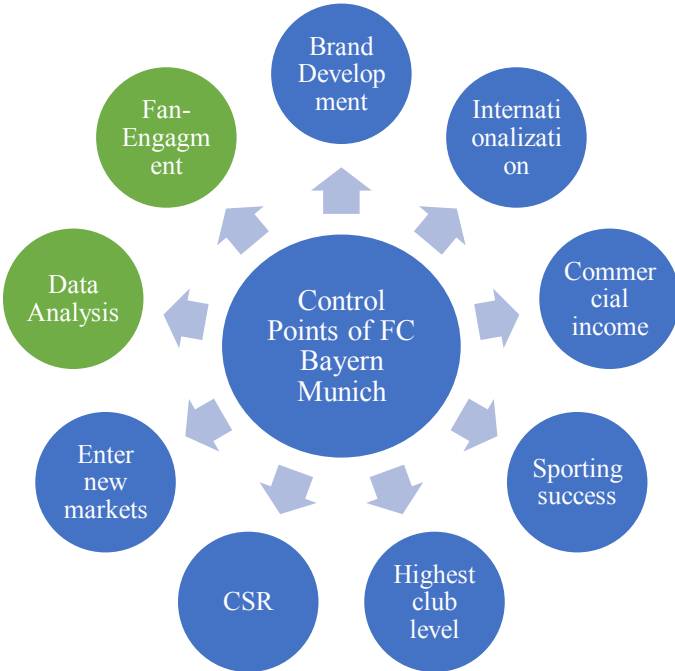 Brand
Develop
ment
Internati
onalizati
on
Commer
cial
income
Sporting
success
Highest
club
level
CSR
Enter
new
markets
Data
Analysis
Fan-
Engagm
ent
Control
Points of FC
Bayern
Munich